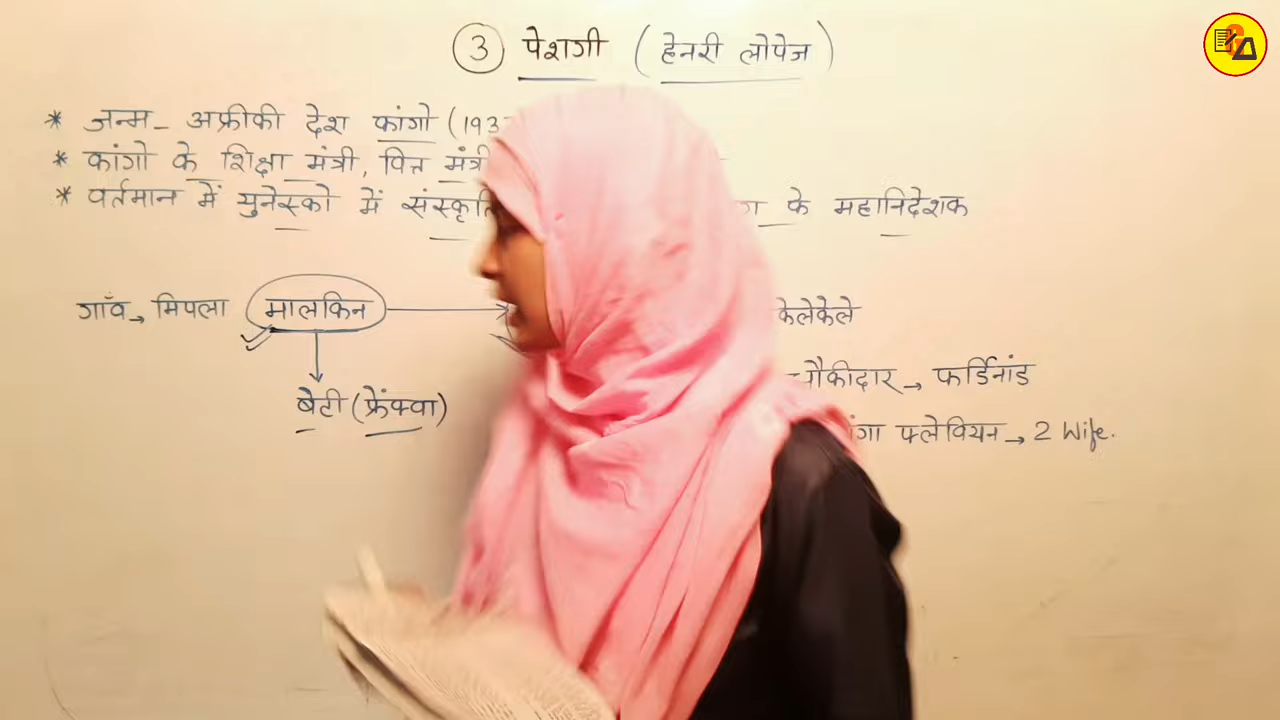 ③ पेशगी (हेनरी लोपेज)
* जन्म - अफ्रीकी देश कांगो (193
* कांगो के शिक्षा मंत्री, वित्त मंत्री
* वर्तमान में युनेस्को में संस्कृति के महानिदेशक
गाँव → मिपला मालकिन → केलेकेले
चौकीदार → फर्डिनांड
बेटी (फ्रेंक्वा)
फ्लेवियन → 2 Wife.